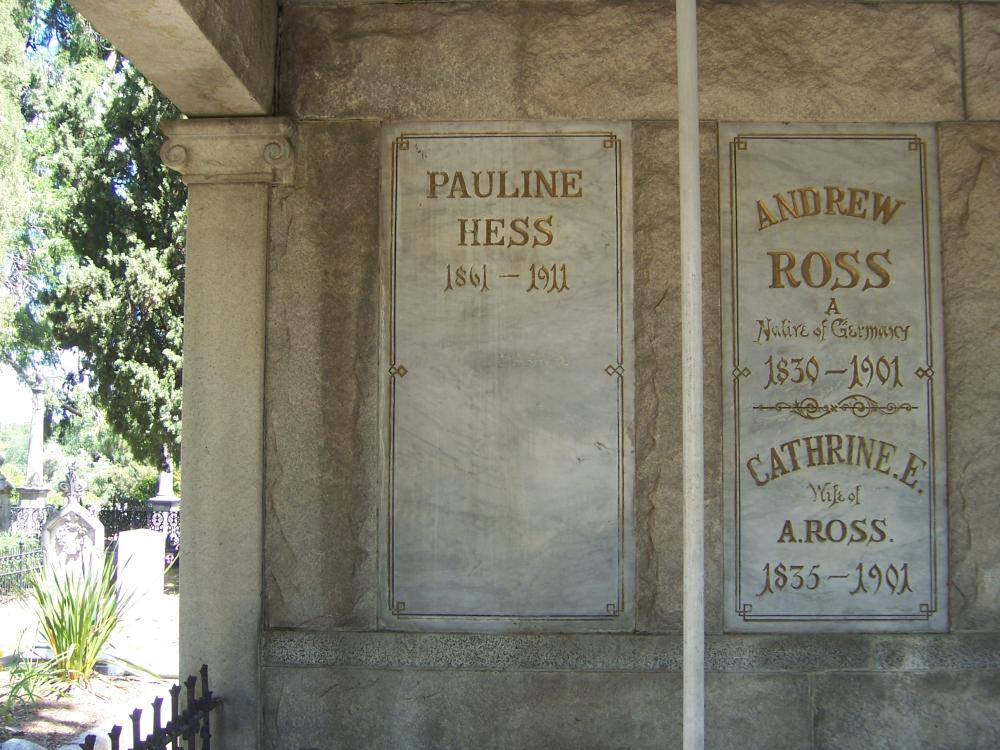 PAULINE
HESS
1861 – 1911
ANDREW
ROSS
A
Native of Germany
1830 – 1901
CATHRINE. E.
Wife of
A. ROSS.
1835 – 1901